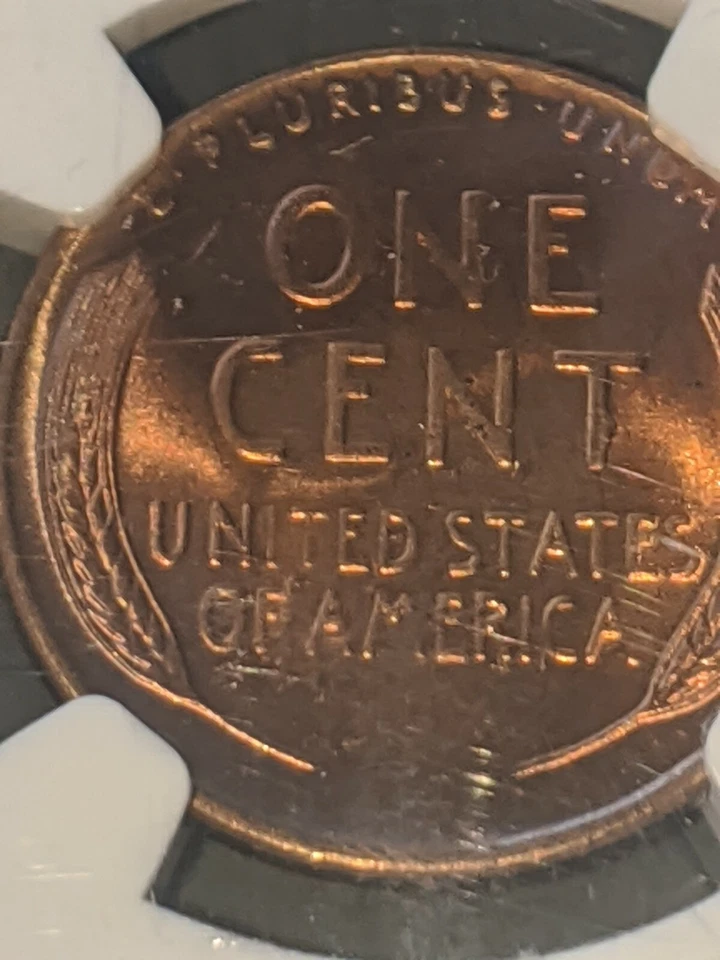 E·PLURIBUS·UNUM
ONE
CENT
UNITED STATES
OF AMERICA